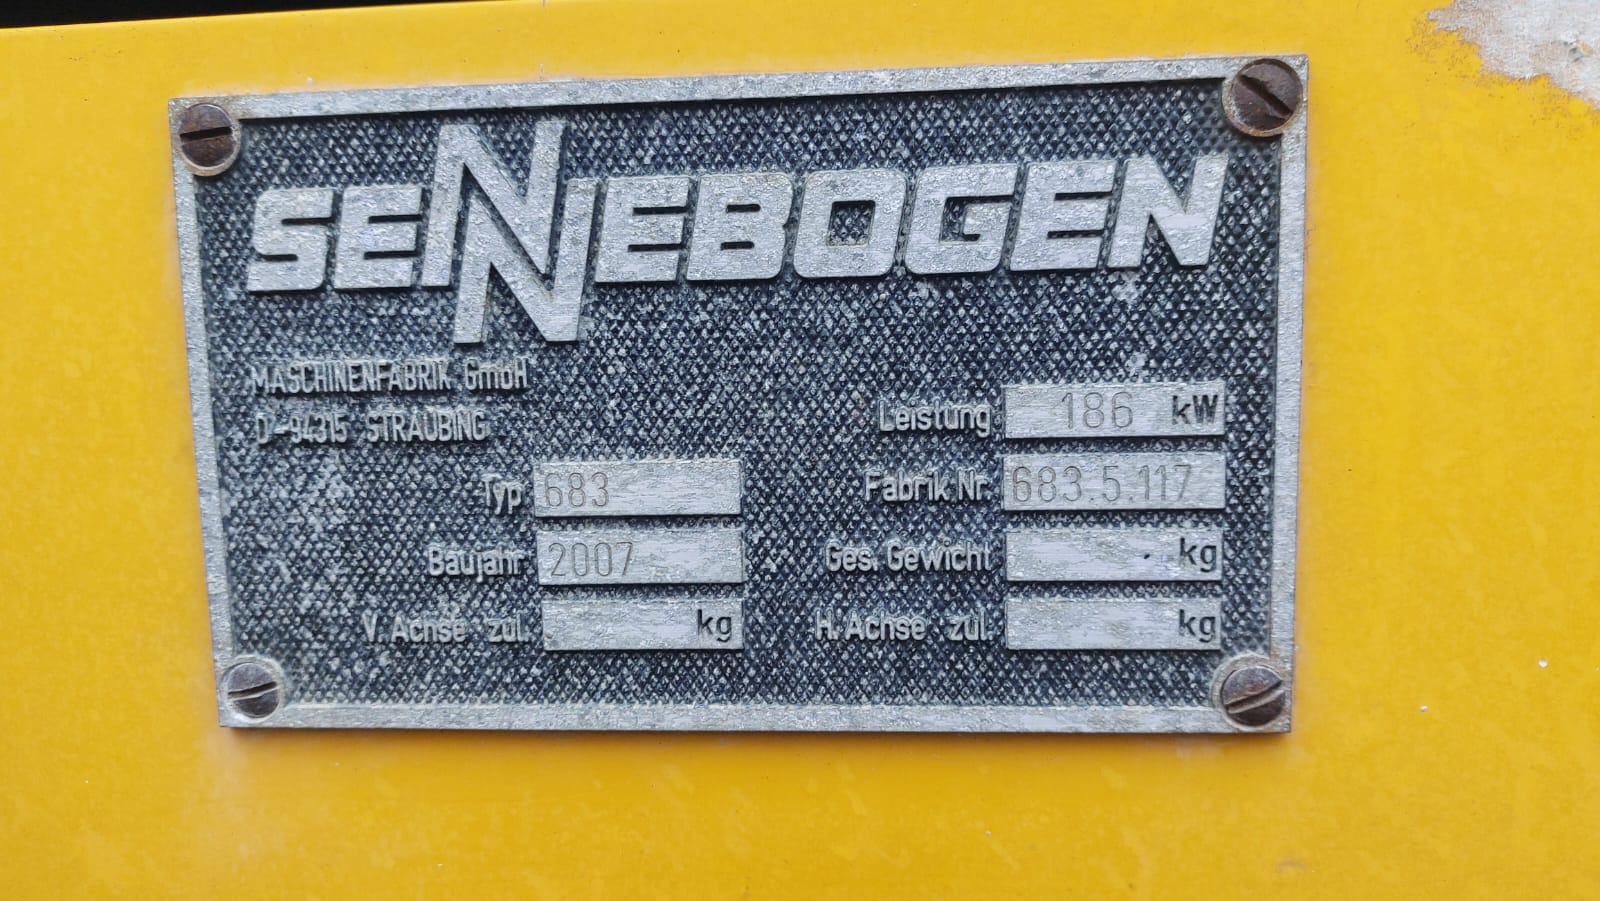 SENNEBOGEN
MASCHINENFABRIK GmbH
D-94315 STRAUBING
Leistung 186 kW
Typ 683
Fabrik.Nr 683.5.117
Baujahr 2007
Ges. Gewicht kg
V. Achse zul. kg
H. Achse zul. kg